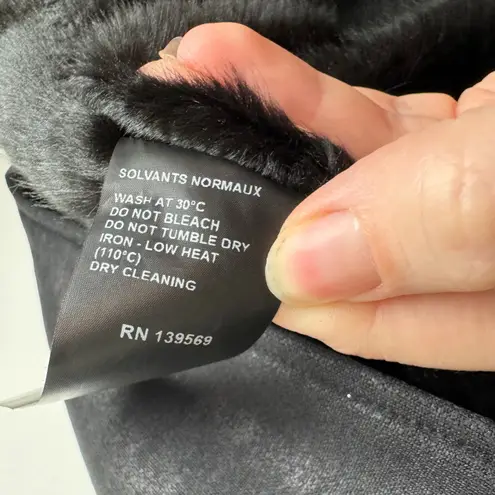 SOLVANTS NORMAUX
WASH AT 30°C
DO NOT BLEACH
DO NOT TUMBLE DRY
IRON - LOW HEAT
(110°C)
DRY CLEANING
RN 139569